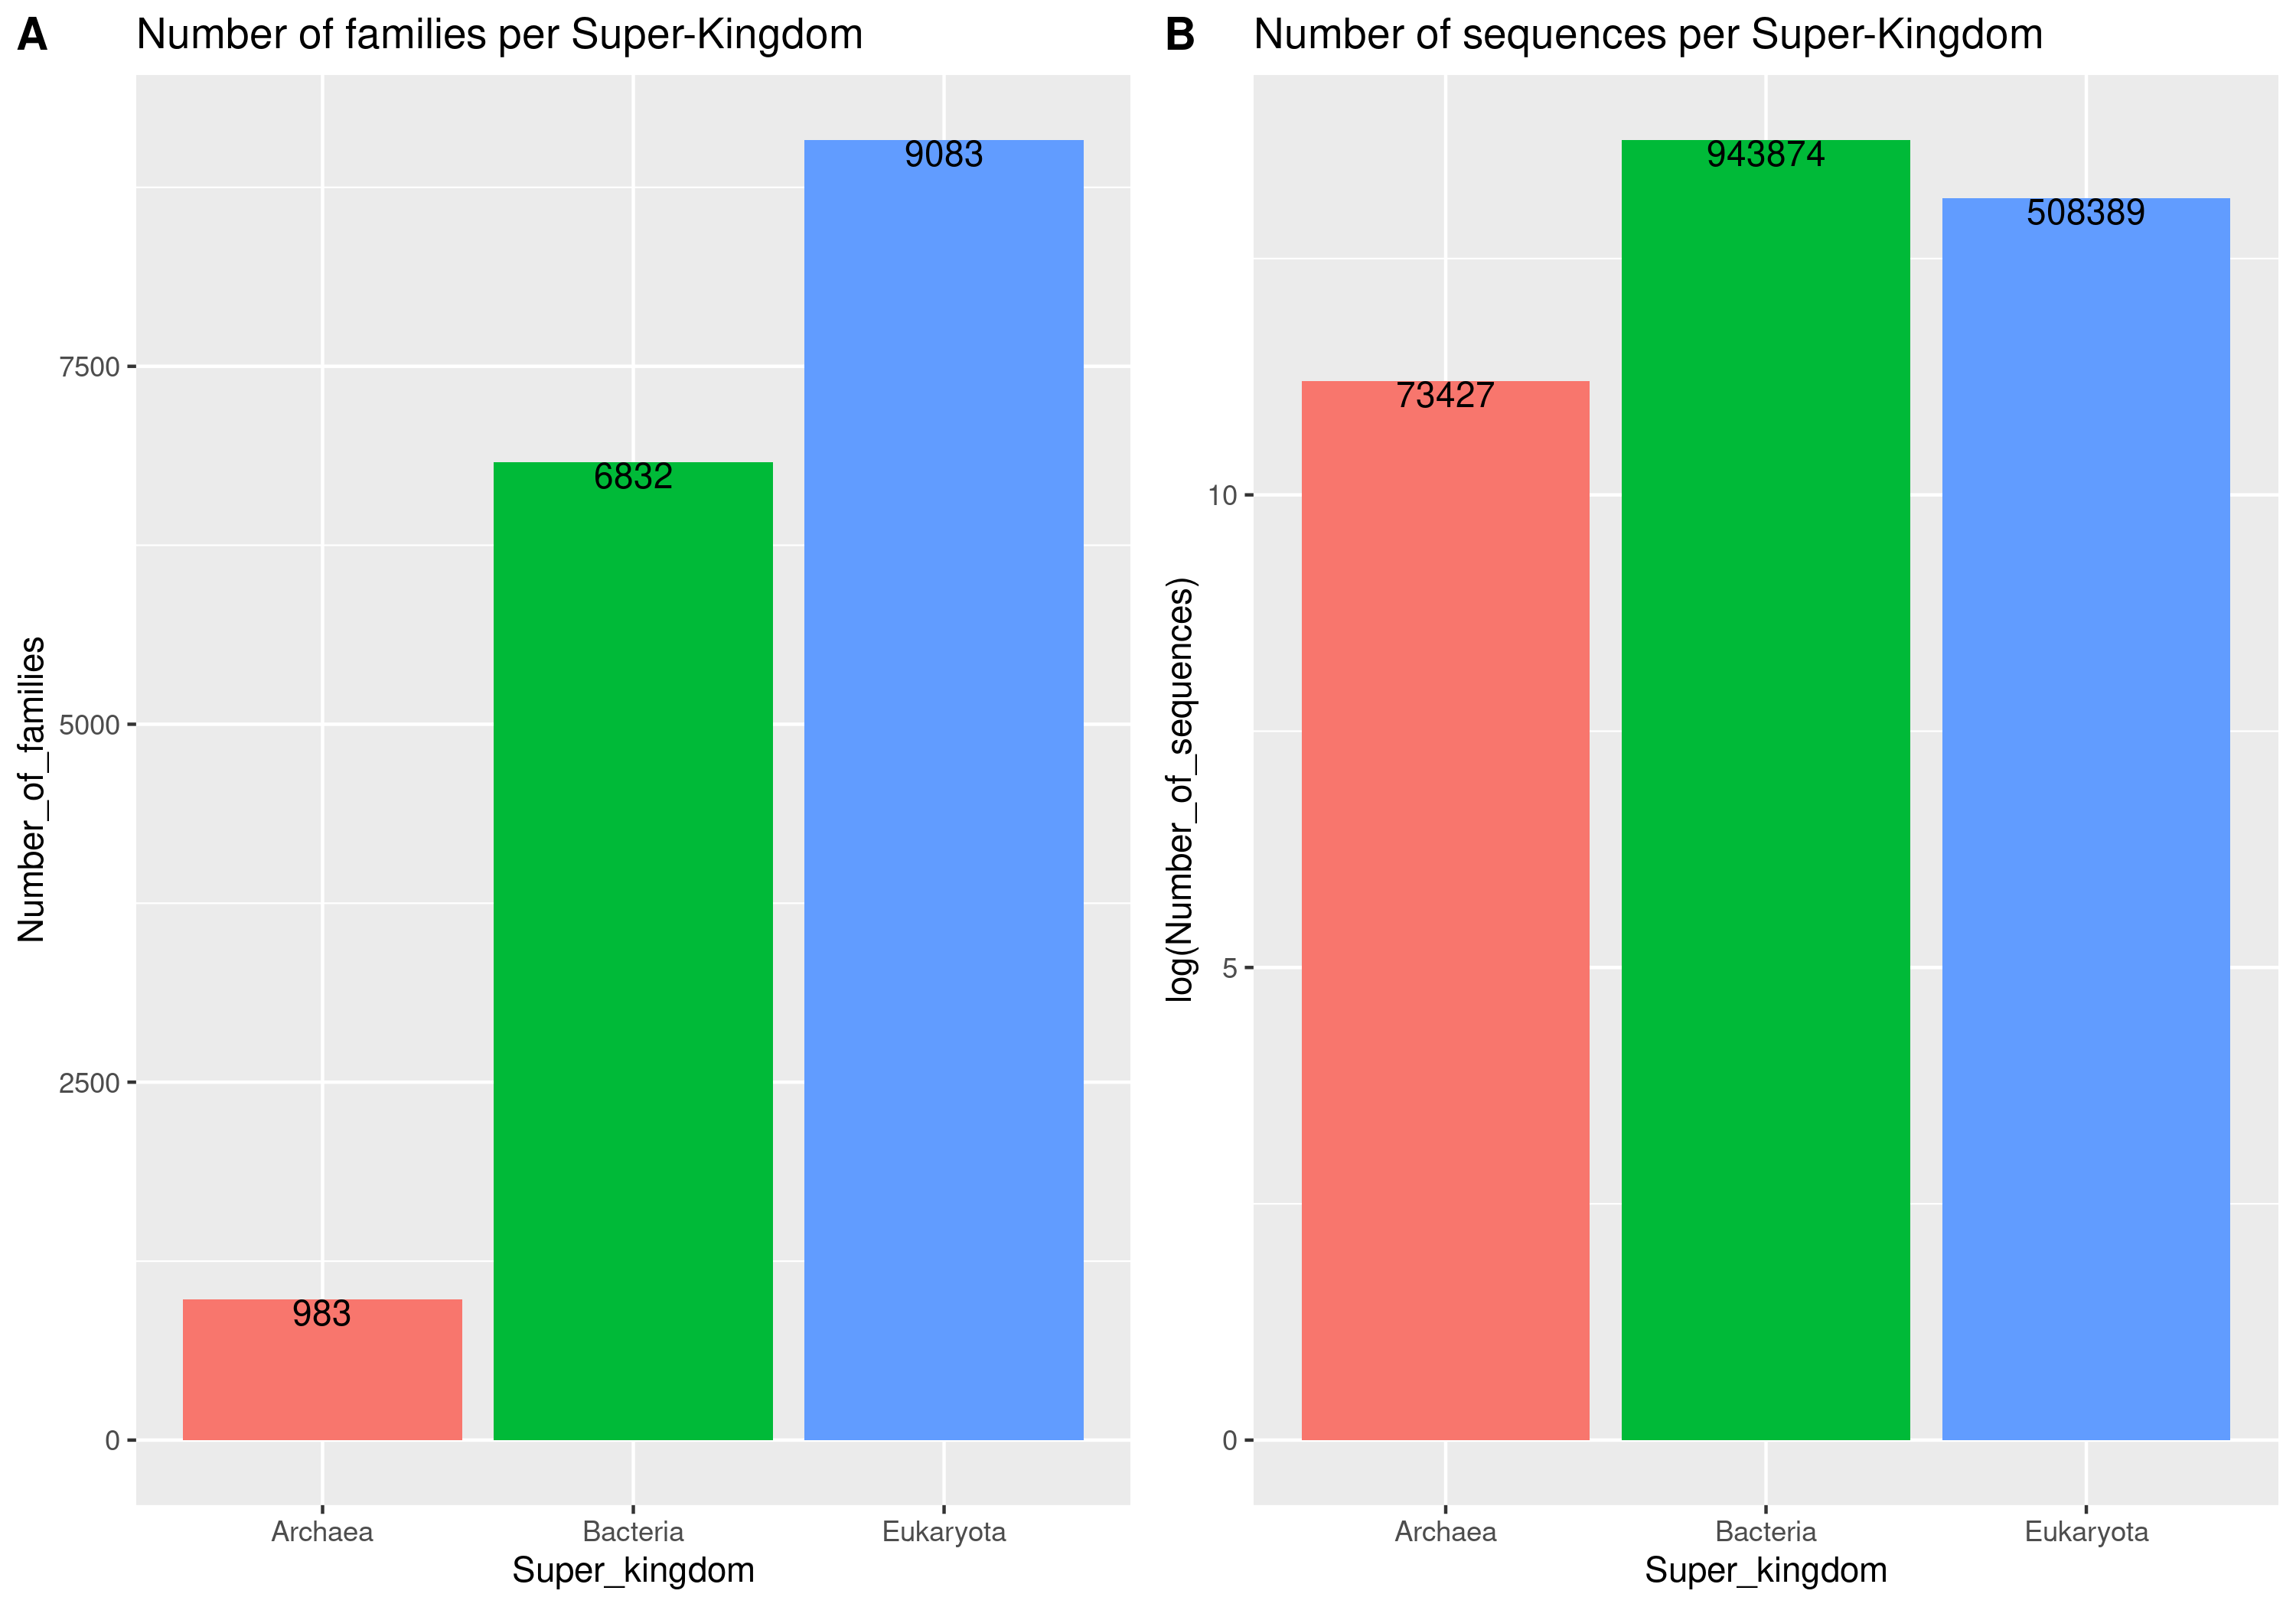 A
Number of families per Super-Kingdom
Number_of_families
7500
5000
2500
0
983
6832
9083
Archaea
Bacteria
Eukaryota
Super_kingdom
B
Number of sequences per Super-Kingdom
log(Number_of_sequences)
10
5
0
73427
943874
508389
Archaea
Bacteria
Eukaryota
Super_kingdom